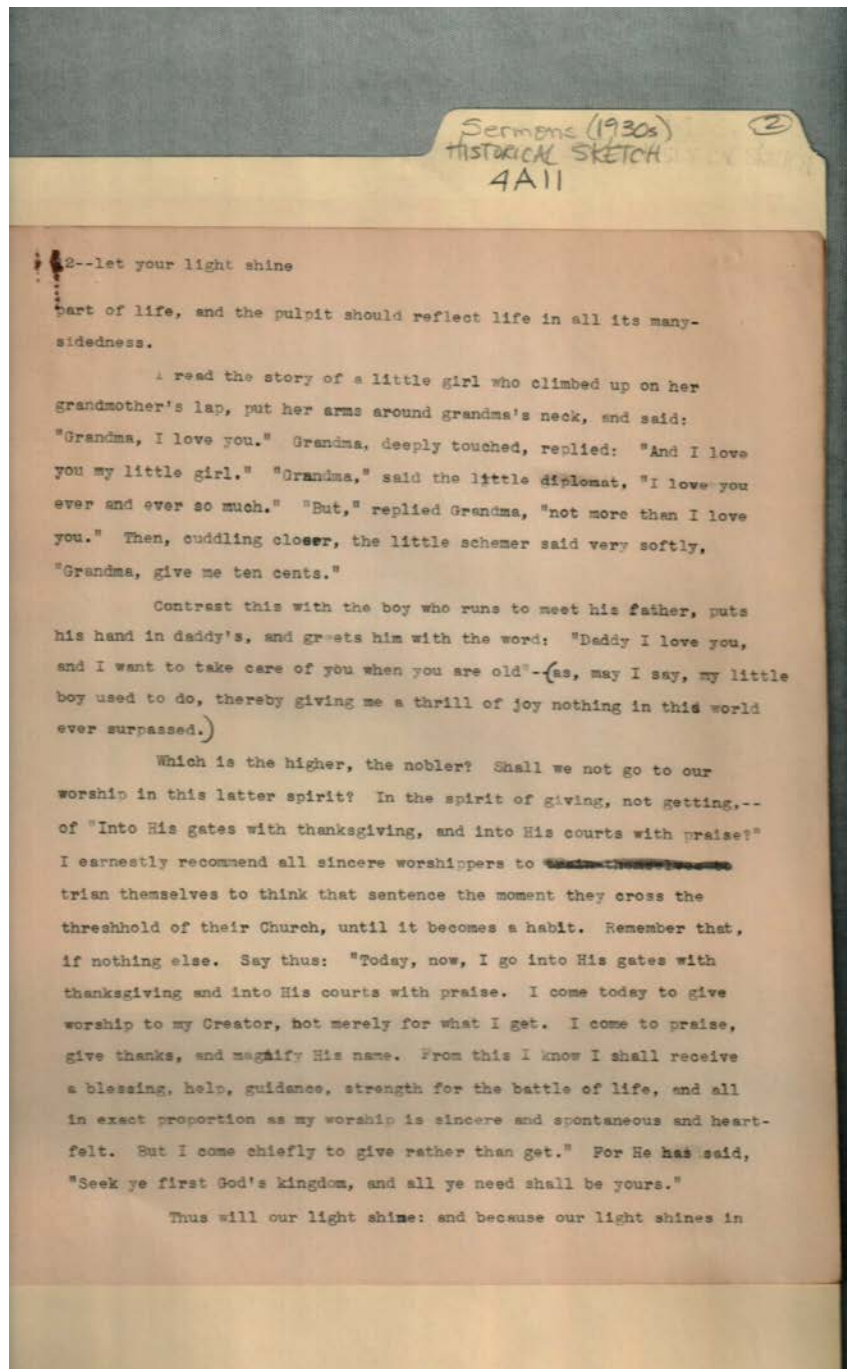 Sermons (1930s) 2
HISTORICAL SKETCH
4A11
2--let your light shine
part of life, and the pulpit should reflect life in all its many-
sidedness.
I read the story of a little girl who climbed up on her
grandmother's lap, put her arms around grandma's neck, and said:
"Grandma, I love you." Grandma, deeply touched, replied: "And I love
you my little girl." "Grandma," said the little diplomat, "I love you
ever and ever so much." "But," replied Grandma, "not more than I love
you." Then, cuddling closer, the little schemer said very softly,
"Grandma, give me ten cents."
Contrast this with the boy who runs to meet his father, puts
his hand in daddy's, and greets him with the word: "Daddy I love you,
and I want to take care of you when you are old"--(as, may I say, my little
boy used to do, thereby giving me a thrill of joy nothing in this world
ever surpassed.)
Which is the higher, the nobler? Shall we not go to our
worship in this latter spirit? In the spirit of giving, not getting,--
of "Into His gates with thanksgiving, and into His courts with praise?"
I earnestly recommend all sincere worshippers to
trian themselves to think that sentence the moment they cross the
threshhold of their Church, until it becomes a habit. Remember that,
if nothing else. Say thus: "Today, now, I go into His gates with
thanksgiving and into His courts with praise. I come today to give
worship to my Creator, not merely for what I get. I come to praise,
give thanks, and magnify His name. From this I know I shall receive
a blessing, help, guidance, strength for the battle of life, and all
in exact proportion as my worship is sincere and spontaneous and heart-
felt. But I come chiefly to give rather than get." For He has said,
"Seek ye first God's kingdom, and all ye need shall be yours."
Thus will our light shine: and because our light shines in